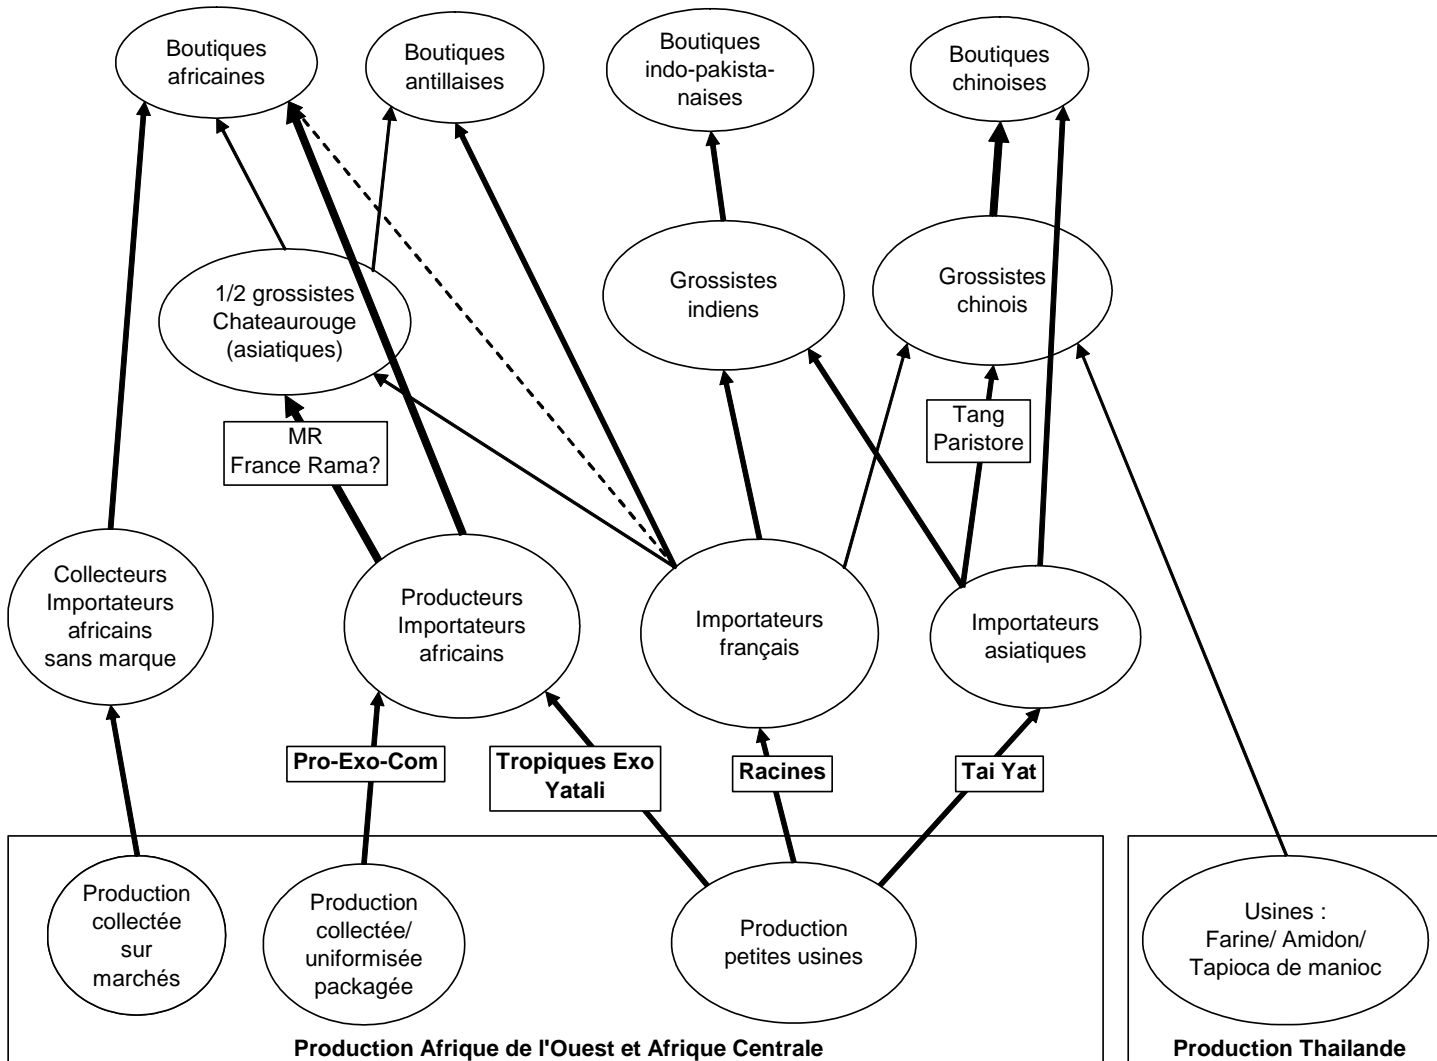 Boutiques
africaines
Boutiques
antillaises
Boutiques
indo-pakista-
naises
Boutiques
chinoises
1/2 grossistes
Chateaurouge
(asiatiques)
Grossistes
indiens
Grossistes
chinois
MR
France Rama?
Tang
Paristore
Collecteurs
Importateurs
africains
sans marque
Producteurs
Importateurs
africains
Importateurs
français
Importateurs
asiatiques
Pro-Exo-Com
Tropiques Exo
Yatali
Racines
Tai Yat
Production
collectée
sur
marchés
Production
collectée/
uniformisée
packagée
Production
petites usines
Usines :
Farine/ Amidon/
Tapioca de manioc
Production Afrique de l'Ouest et Afrique Centrale
Production Thailande